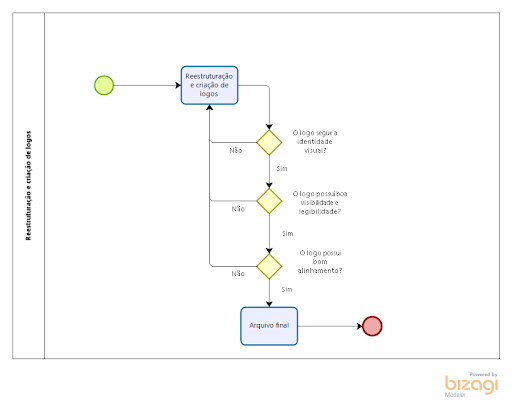 Reestruturação e criação de logos
Reestruturação
e criação de
logos
O logo segue a
identidade
visual?
Não
Sim
O logo possui boa
visibilidade e
legibilidade?
Não
Sim
O logo possui
bom
alinhamento?
Não
Sim
Arquivo final
Powered by
bizagi
Modeler